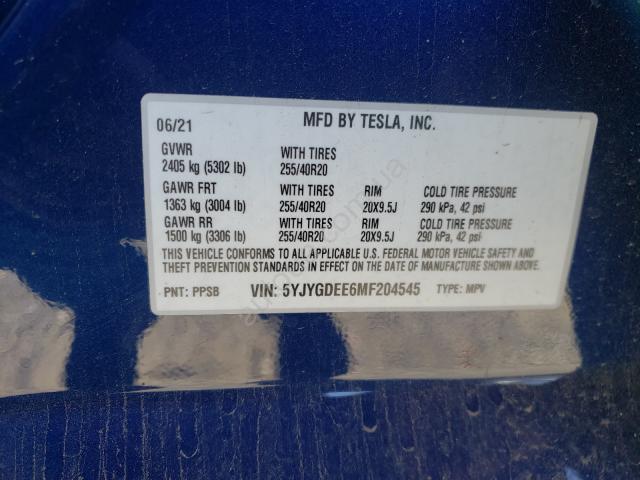 06/21 MFD BY TESLA, INC.
GVWR WITH TIRES
2405 kg (5302 lb) 255/40R20
GAWR FRT WITH TIRES RIM COLD TIRE PRESSURE
1363 kg (3004 lb) 255/40R20 20X9.5J 290 kPa, 42 psi
GAWR RR WITH TIRES RIM COLD TIRE PRESSURE
1500 kg (3306 lb) 255/40R20 20X9.5J 290 kPa, 42 psi
THIS VEHICLE CONFORMS TO ALL APPLICABLE U.S. FEDERAL MOTOR VEHICLE SAFETY AND
THEFT PREVENTION STANDARDS IN EFFECT ON THE DATE OF MANUFACTURE SHOWN ABOVE.
PNT: PPSB VIN: 5YJYGDEE6MF204545 TYPE: MPV